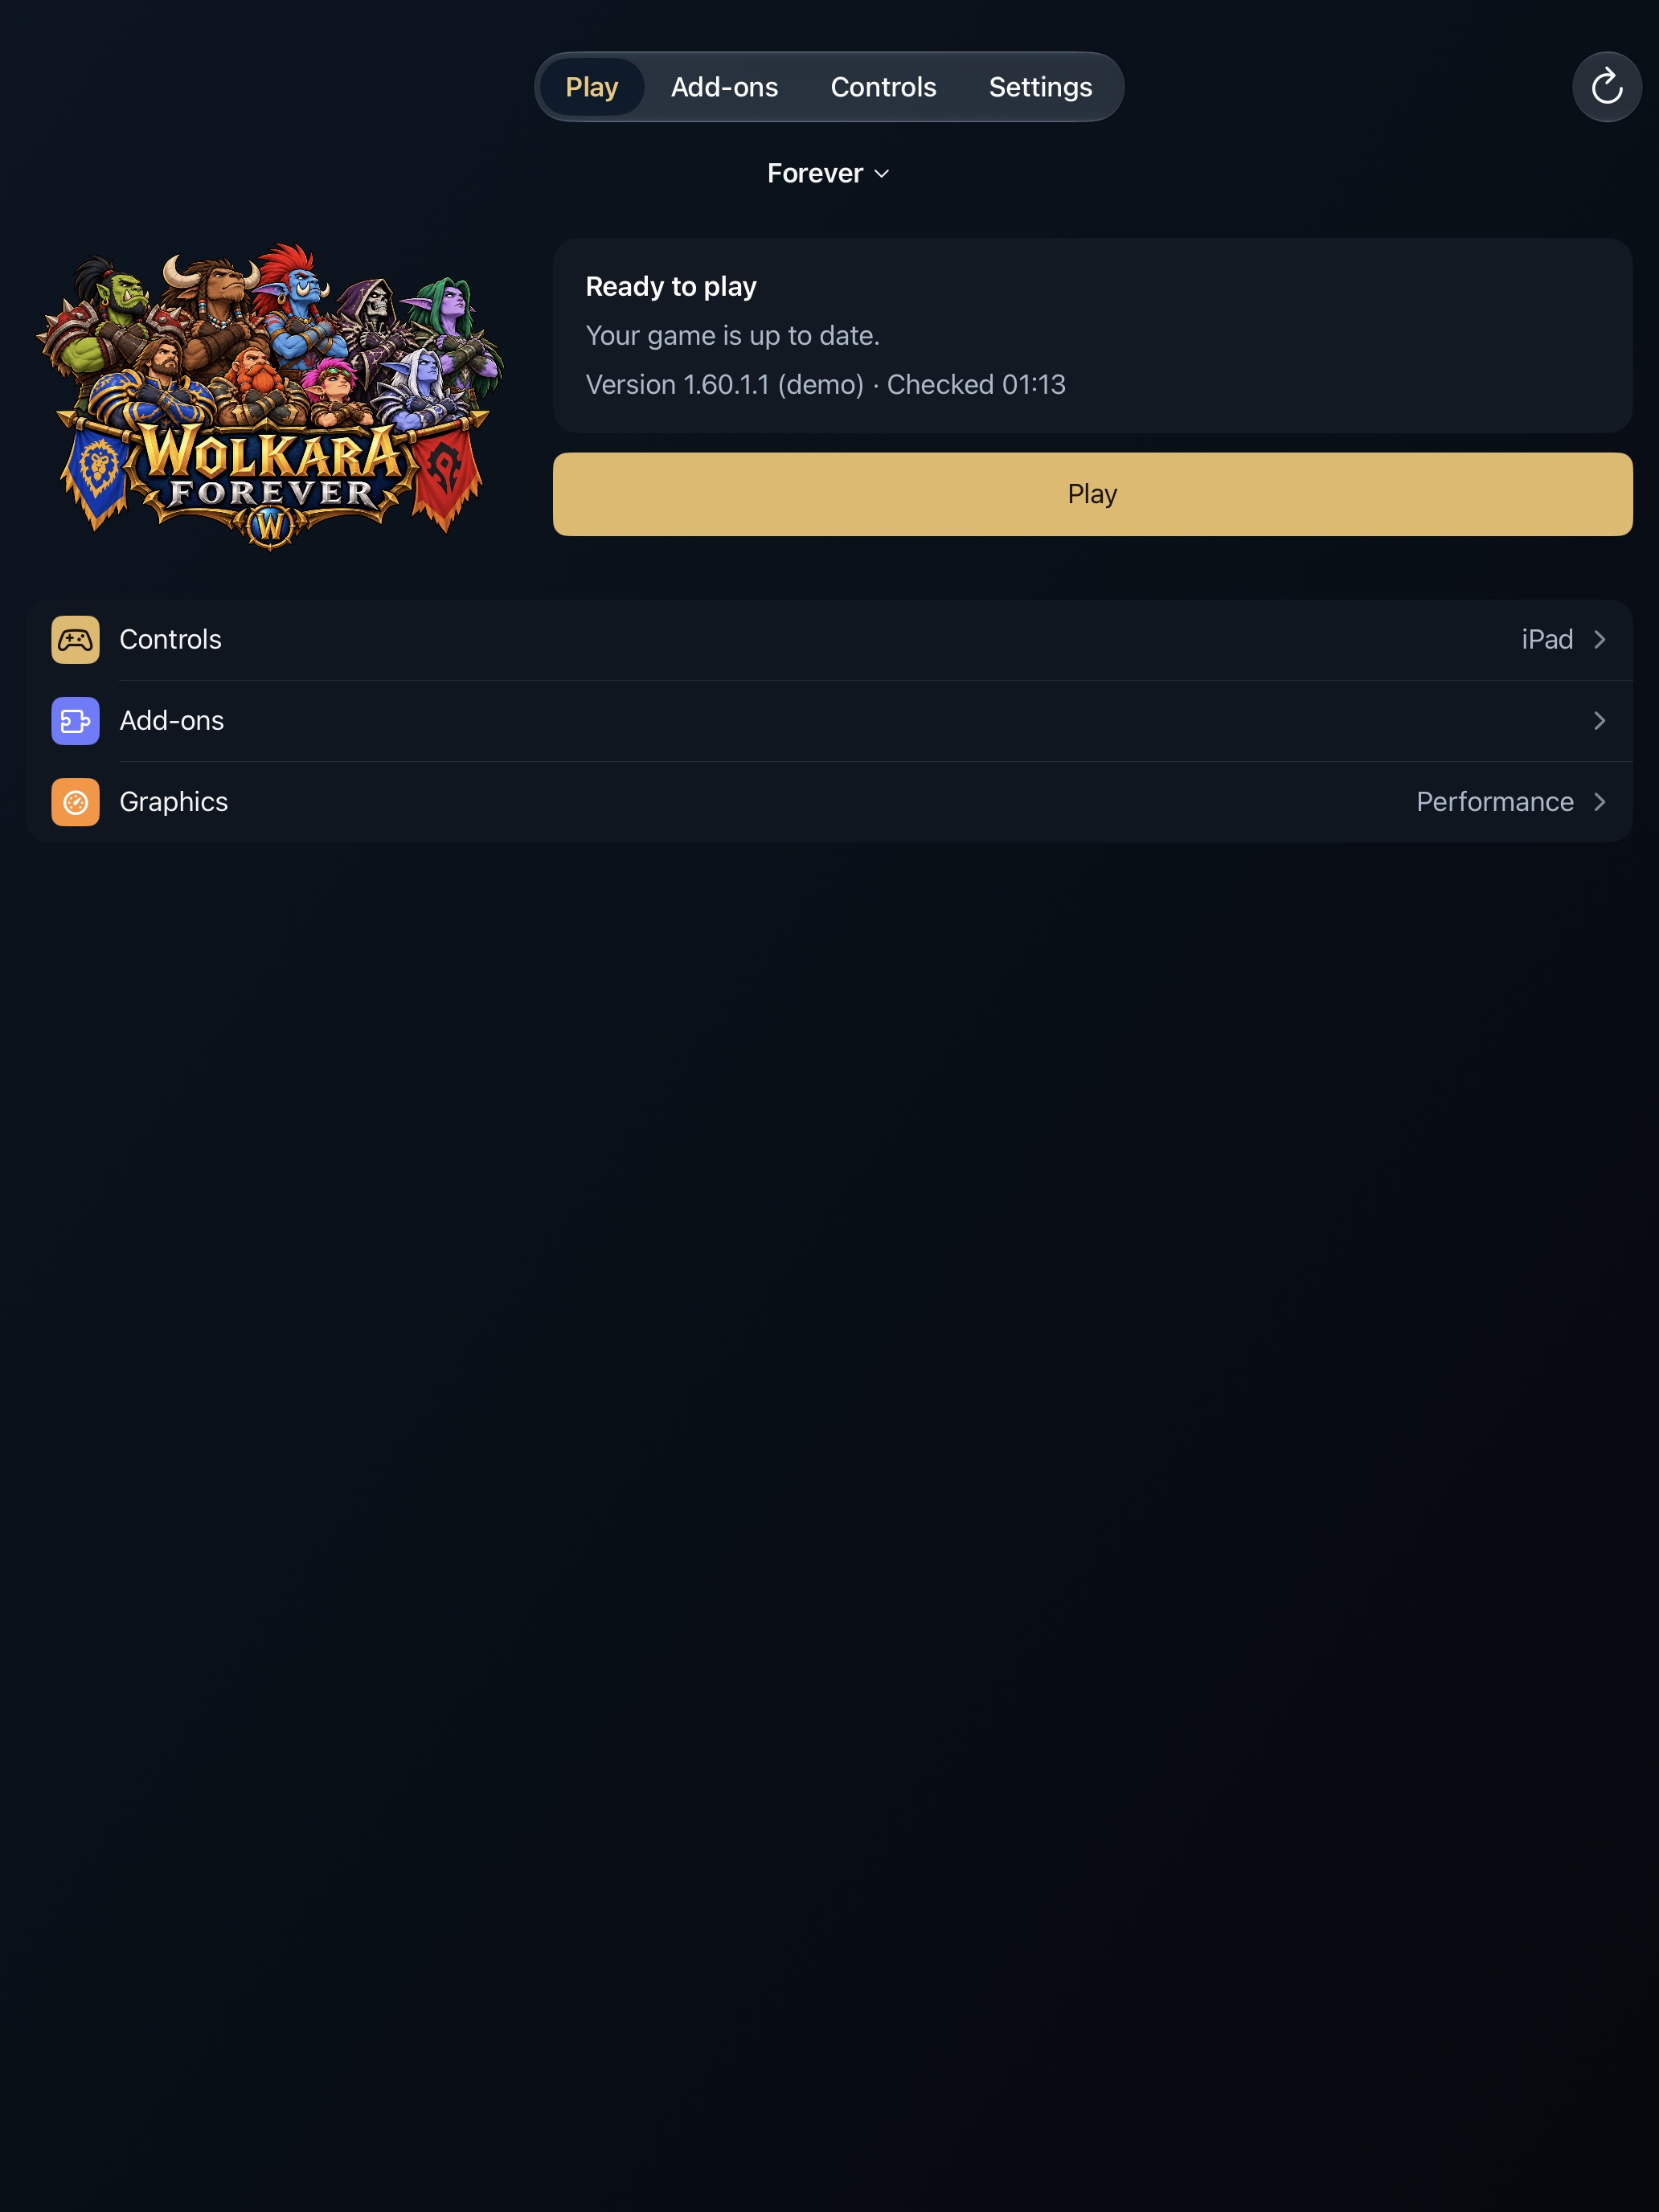 Play
Add-ons
Controls
Settings
Forever
WOLKARA
FOREVER
W
Ready to play
Your game is up to date.
Version 1.60.1.1 (demo) · Checked 01:13
Play
Controls
iPad
Add-ons
Graphics
Performance